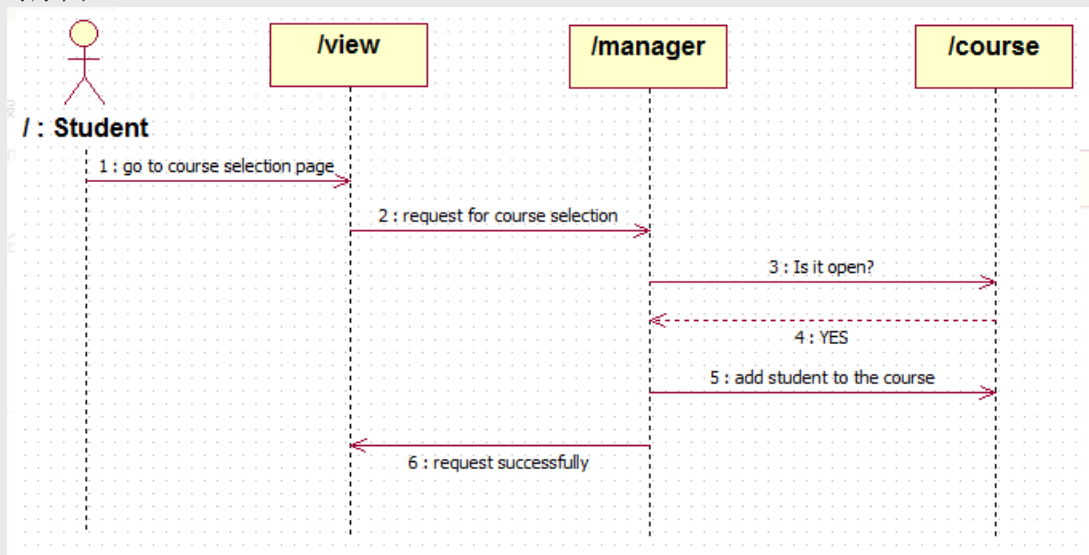 /view
/manager
/course
/ : Student
1 : go to course selection page
2 : request for course selection
3 : Is it open?
4 : YES
5 : add student to the course
6 : request successfully